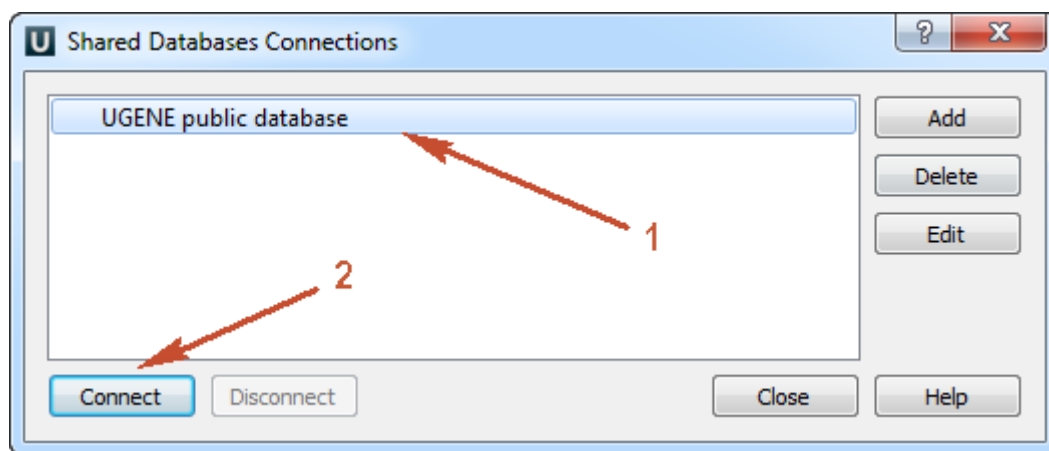 U Shared Databases Connections ? X
UGENE public database
Add
Delete
Edit
1
2
Connect Disconnect Close Help